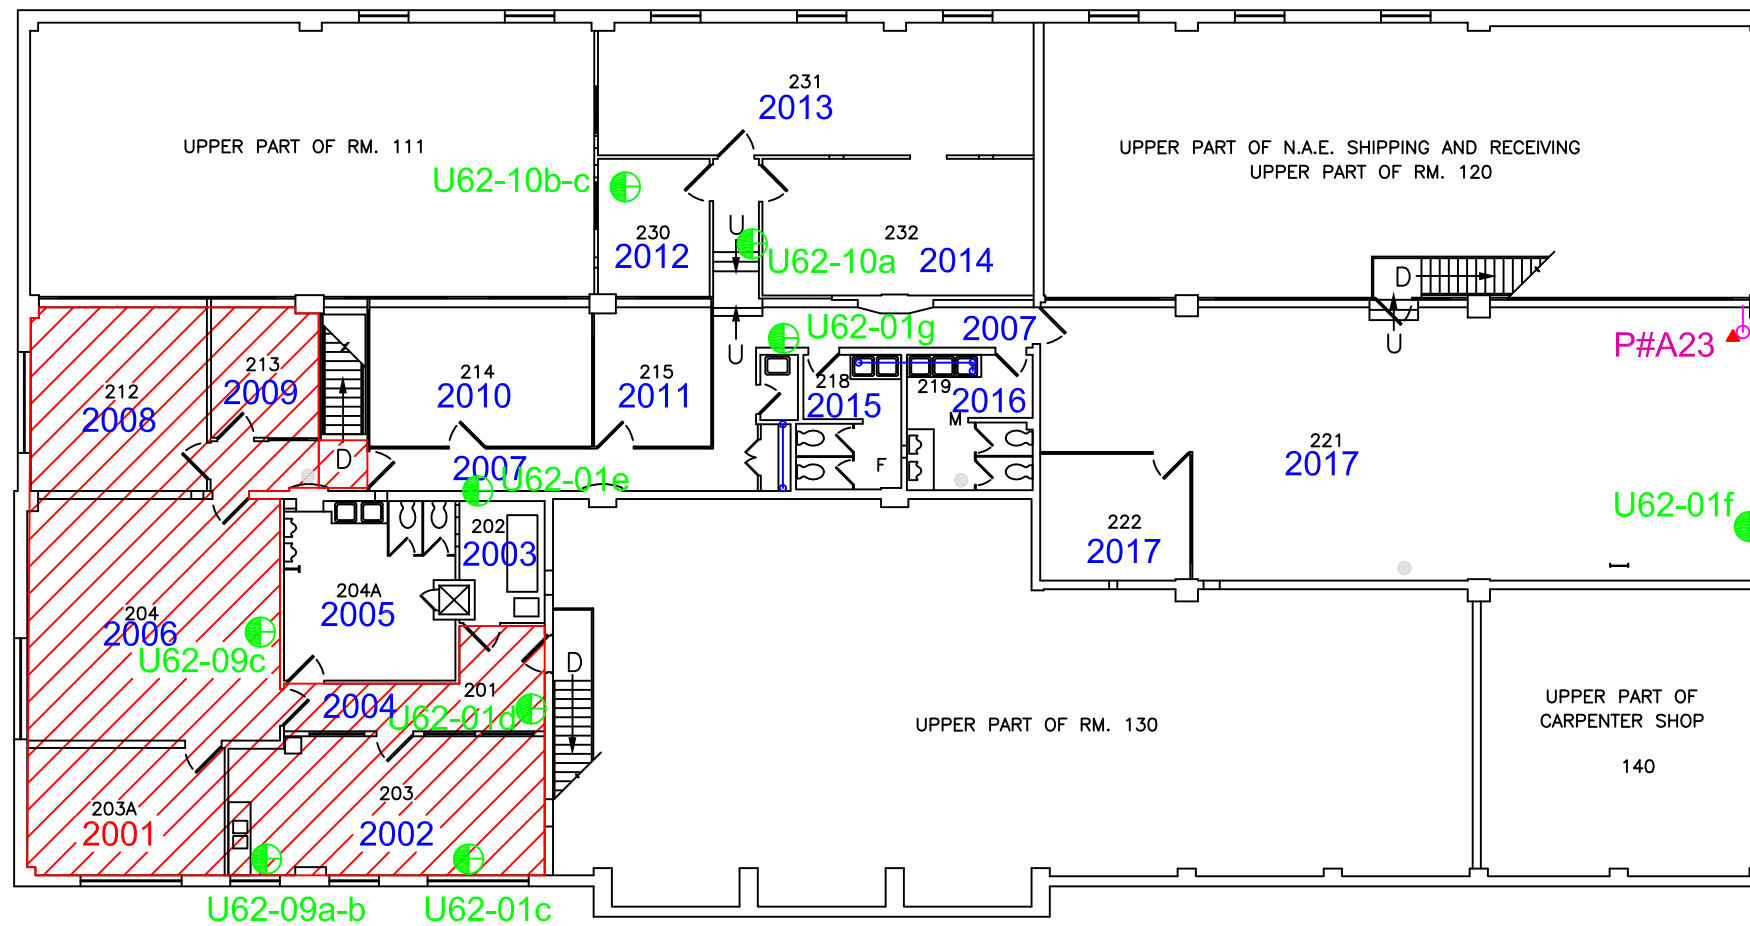 231
2013
UPPER PART OF RM. 111
UPPER PART OF N.A.E. SHIPPING AND RECEIVING
UPPER PART OF RM. 120
U62-10b-c
230
2012
U
U62-10a
232
2014
D
U
U
U62-01g
2007
P#A23
212
2008
213
2009
214
2010
215
2011
218
2015
219
2016
M
F
D
2007
U62-01e
221
2017
U62-01f
222
2017
202
2003
204A
2005
204
2006
U62-09c
201
2004
U62-01d
D
UPPER PART OF RM. 130
UPPER PART OF
CARPENTER SHOP
140
203A
2001
203
2002
U62-09a-b
U62-01c